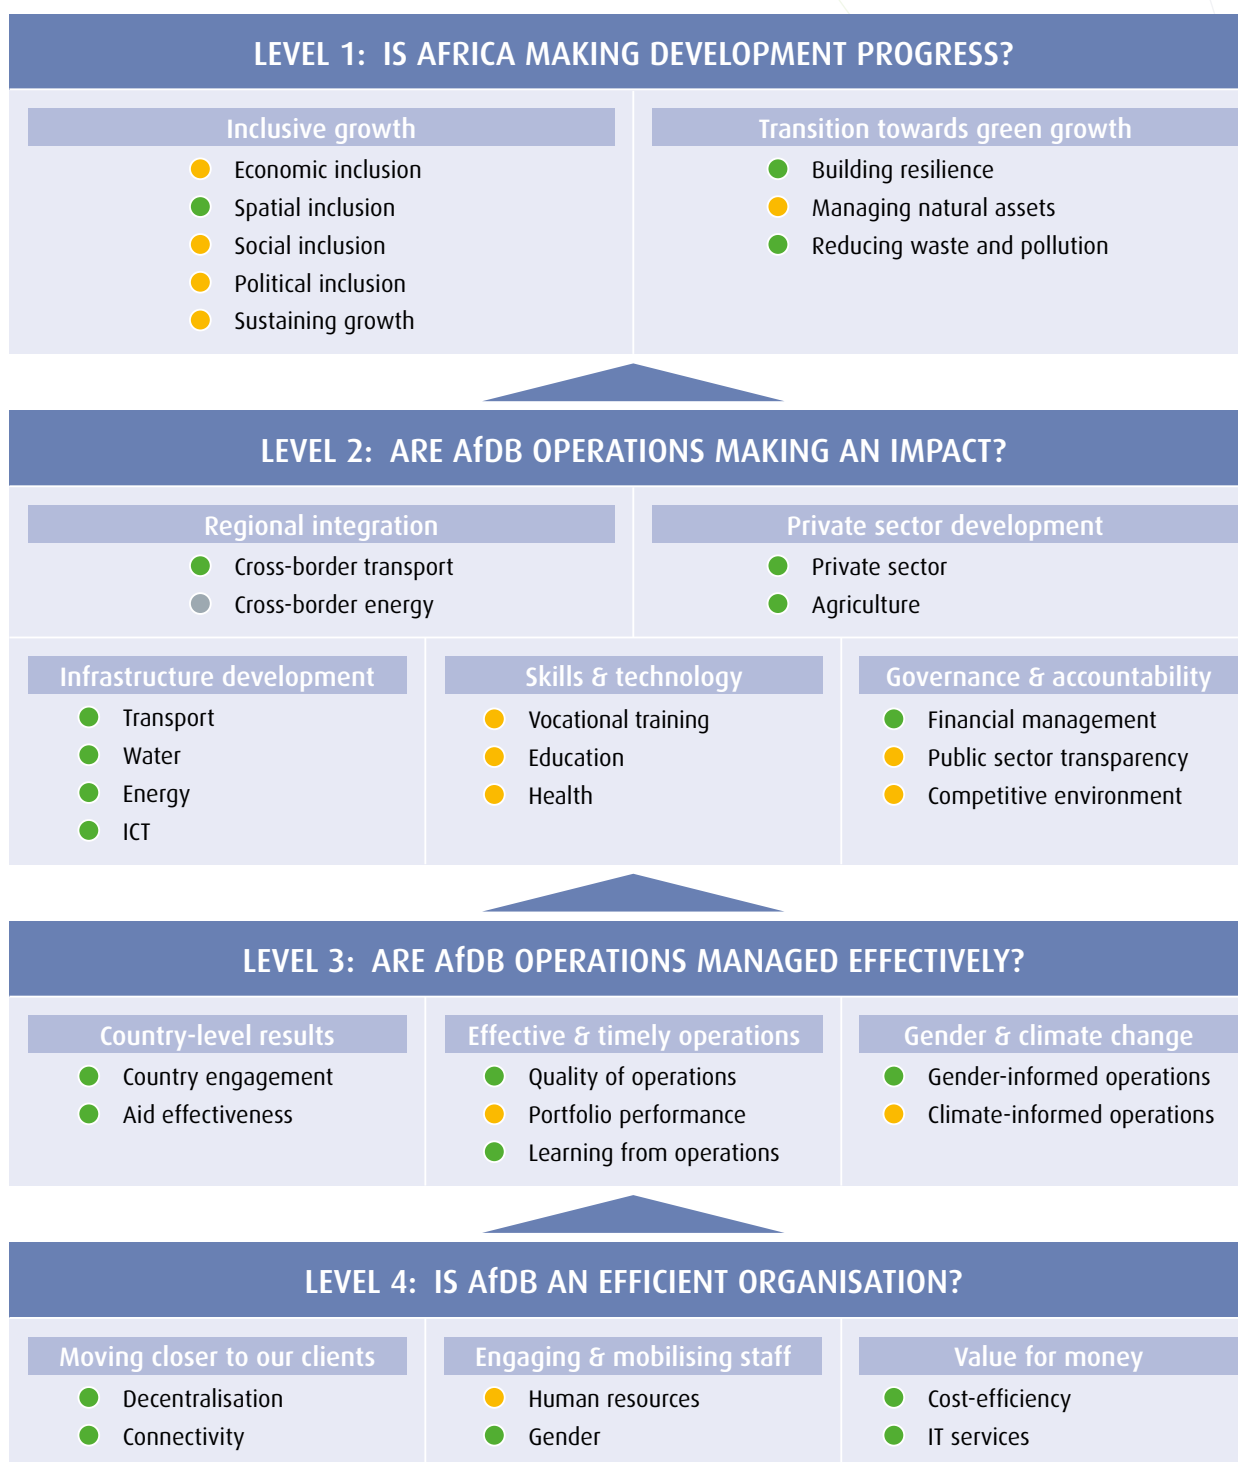 LEVEL 1: IS AFRICA MAKING DEVELOPMENT PROGRESS?
Inclusive growth
Economic inclusion
Spatial inclusion
Social inclusion
Political inclusion
Sustaining growth
Transition towards green growth
Building resilience
Managing natural assets
Reducing waste and pollution
LEVEL 2: ARE AfDB OPERATIONS MAKING AN IMPACT?
Regional integration
Cross-border transport
Cross-border energy
Private sector development
Private sector
Agriculture
Infrastructure development
Transport
Water
Energy
ICT
Skills & technology
Vocational training
Education
Health
Governance & accountability
Financial management
Public sector transparency
Competitive environment
LEVEL 3: ARE AfDB OPERATIONS MANAGED EFFECTIVELY?
Country-level results
Country engagement
Aid effectiveness
Effective & timely operations
Quality of operations
Portfolio performance
Learning from operations
Gender & climate change
Gender-informed operations
Climate-informed operations
LEVEL 4: IS AfDB AN EFFICIENT ORGANISATION?
Moving closer to our clients
Decentralisation
Connectivity
Engaging & mobilising staff
Human resources
Gender
Value for money
Cost-efficiency
IT services